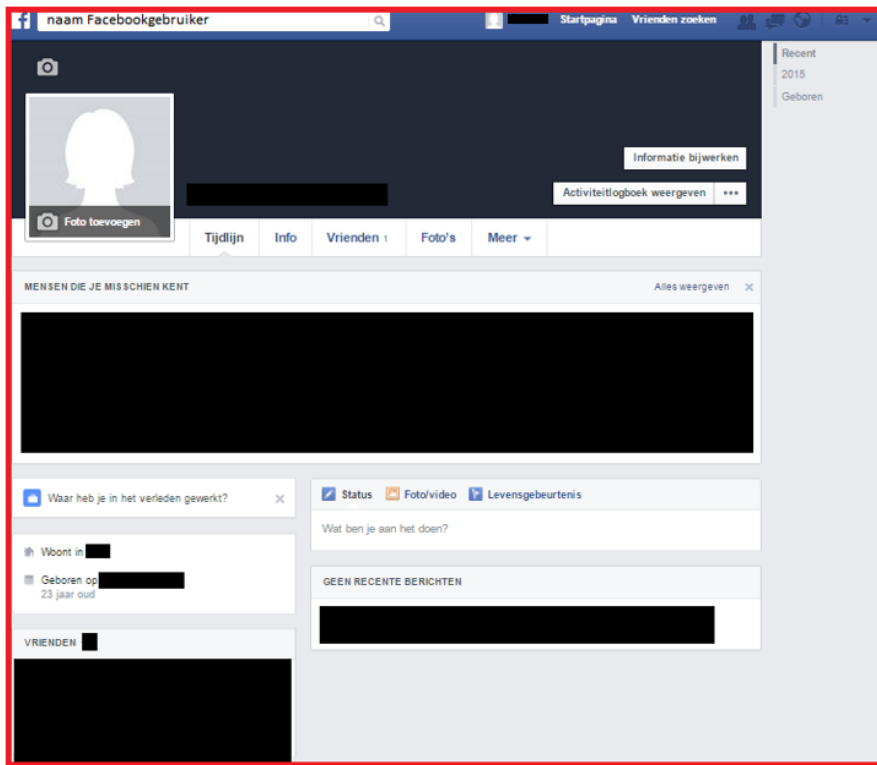 f naam Facebookgebruiker Startpagina Vrienden zoeken
Recent
2015
Geboren
Informatie bijwerken
Activiteitlogboek weergeven ...
Foto toevoegen
Tijdlijn Info Vrienden 1 Foto's Meer
MENSEN DIE JE MISSCHIEN KENT Alles weergeven
Waar heb je in het verleden gewerkt?
Status Foto/video Levensgebeurtenis
Wat ben je aan het doen?
Woont in
Geboren op
23 jaar oud
GEEN RECENTE BERICHTEN
VRIENDEN